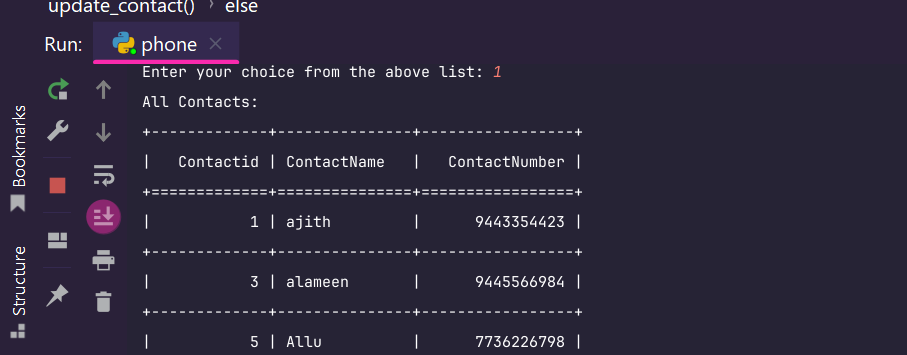 update_contact() › else
Run: phone ×
Enter your choice from the above list: 1
All Contacts:
+-------------+---------------+-----------------+
|   Contactid | ContactName   |   ContactNumber |
+=============+===============+=================+
|           1 | ajith         |      9443354423 |
+-------------+---------------+-----------------+
|           3 | alameen       |      9445566984 |
+-------------+---------------+-----------------+
|           5 | Allu          |      7736226798 |
Bookmarks
Structure